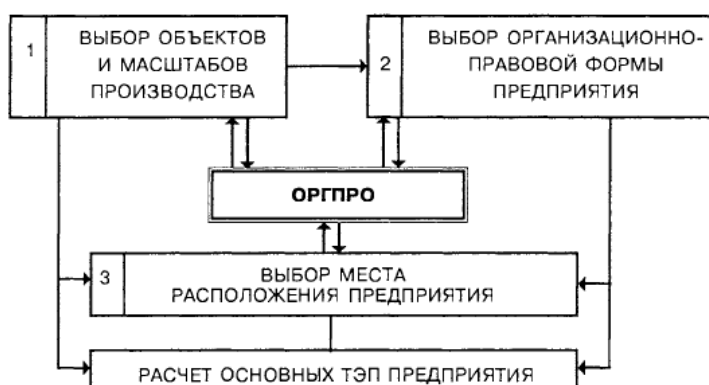 1
ВЫБОР ОБЪЕКТОВ
И МАСШТАБОВ
ПРОИЗВОДСТВА
2
ВЫБОР ОРГАНИЗАЦИОННО-
ПРАВОВОЙ ФОРМЫ
ПРЕДПРИЯТИЯ
ОРГПРО
3
ВЫБОР МЕСТА
РАСПОЛОЖЕНИЯ ПРЕДПРИЯТИЯ
РАСЧЕТ ОСНОВНЫХ ТЭП ПРЕДПРИЯТИЯ